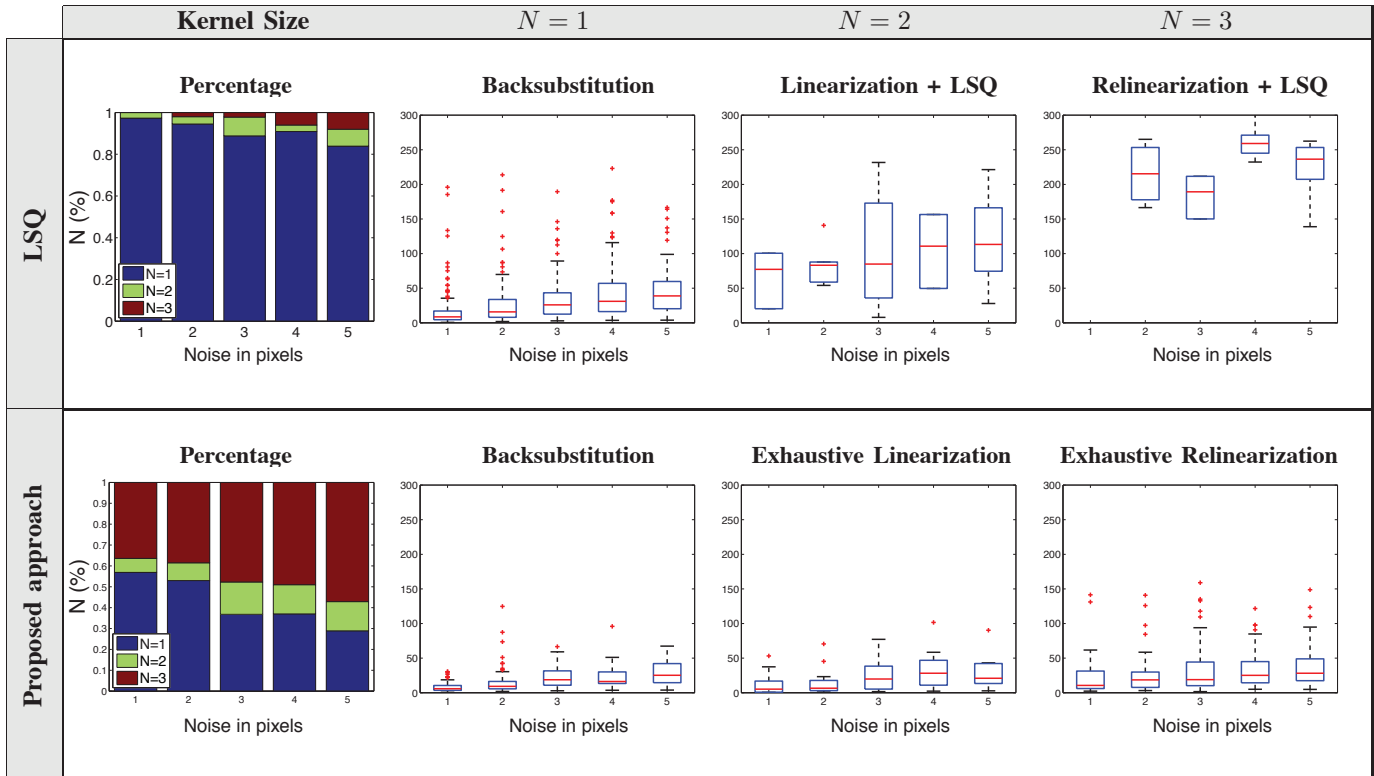 Kernel Size
N = 1
N = 2
N = 3
LSQ
Percentage
1
0.8
0.6
0.4
0.2
0
N (%)
N=1
N=2
N=3
1 2 3 4 5
Noise in pixels
Backsubstitution
300
250
200
150
100
50
0
1 2 3 4 5
Noise in pixels
Linearization + LSQ
300
250
200
150
100
50
0
1 2 3 4 5
Noise in pixels
Relinearization + LSQ
300
250
200
150
100
50
0
1 2 3 4 5
Noise in pixels
Proposed approach
Percentage
1
0.9
0.8
0.7
0.6
0.5
0.4
0.3
0.2
0.1
0
N (%)
N=1
N=2
N=3
1 2 3 4 5
Noise in pixels
Backsubstitution
300
250
200
150
100
50
0
1 2 3 4 5
Noise in pixels
Exhaustive Linearization
300
250
200
150
100
50
0
1 2 3 4 5
Noise in pixels
Exhaustive Relinearization
300
250
200
150
100
50
0
1 2 3 4 5
Noise in pixels